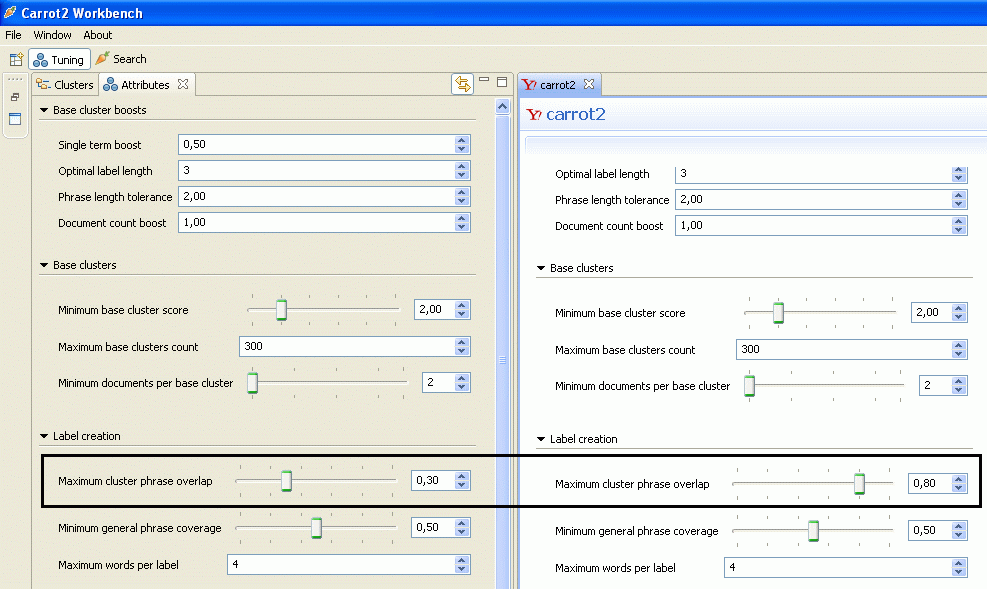 Carrot2 Workbench
File Window About
Tuning Search
Clusters Attributes
Base cluster boosts
Single term boost 0,50
Optimal label length 3
Phrase length tolerance 2,00
Document count boost 1,00
Base clusters
Minimum base cluster score 2,00
Maximum base clusters count 300
Minimum documents per base cluster 2
Label creation
Maximum cluster phrase overlap 0,30
Minimum general phrase coverage 0,50
Maximum words per label 4
Y! carrot2
Y! carrot2
Optimal label length 3
Phrase length tolerance 2,00
Document count boost 1,00
Base clusters
Minimum base cluster score 2,00
Maximum base clusters count 300
Minimum documents per base cluster 2
Label creation
Maximum cluster phrase overlap 0,80
Minimum general phrase coverage 0,50
Maximum words per label 4